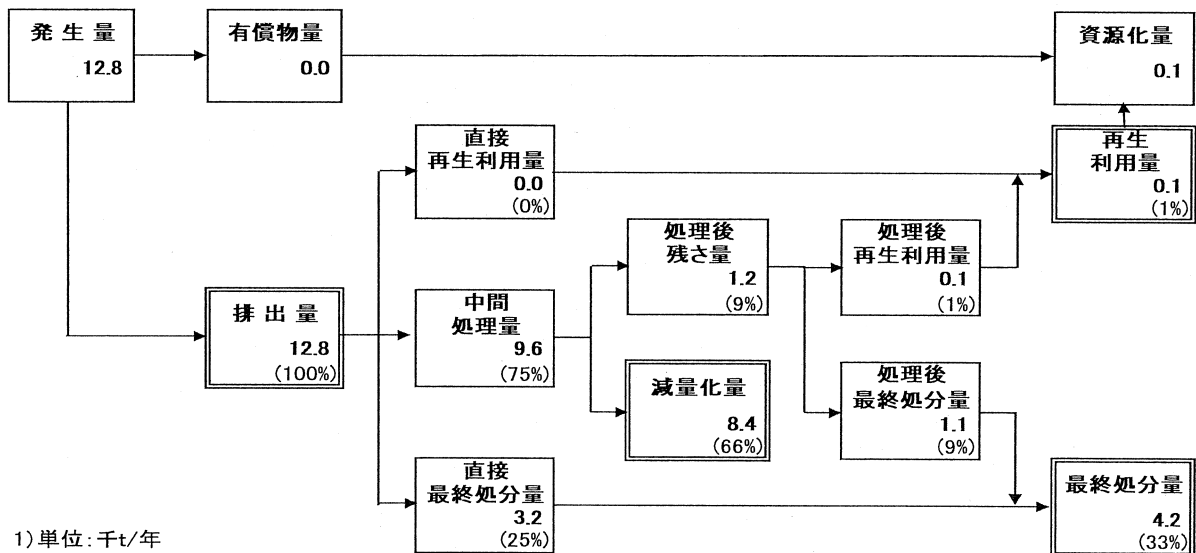 発生量
12.8
有償物量
0.0
資源化量
0.1
直接
再生利用量
0.0
(0%)
再生
利用量
0.1
(1%)
処理後
残さ量
1.2
(9%)
処理後
再生利用量
0.1
(1%)
排出量
12.8
(100%)
中間
処理量
9.6
(75%)
減量化量
8.4
(66%)
処理後
最終処分量
1.1
(9%)
直接
最終処分量
3.2
(25%)
最終処分量
4.2
(33%)
1)単位:千t/年